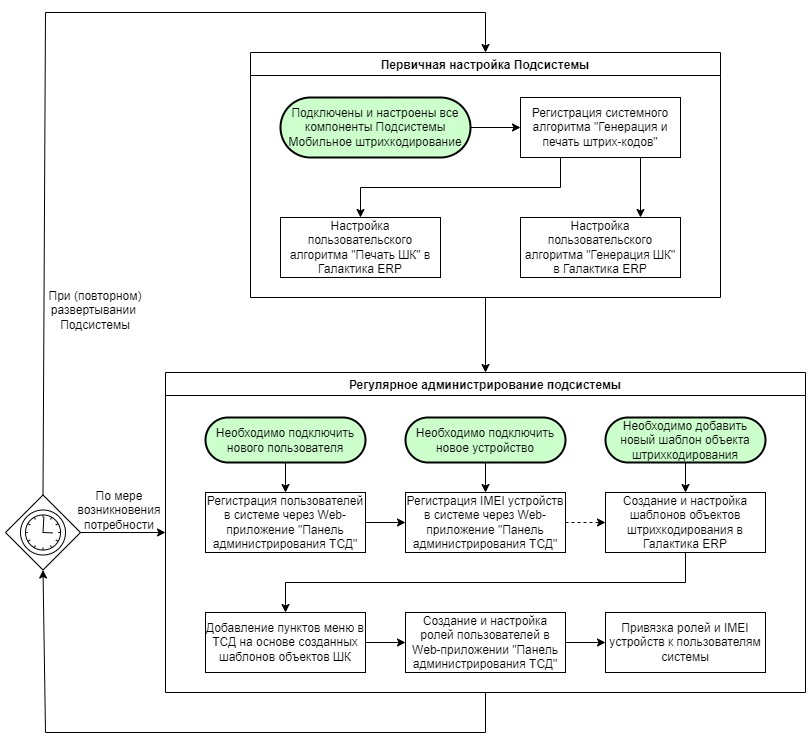 Первичная настройка Подсистемы
Подключены и настроены все
компоненты Подсистемы
Мобильное штрихкодирование
Регистрация системного
алгоритма "Генерация и
печать штрих-кодов"
Настройка
пользовательского
алгоритма "Печать ШК" в
Галактика ERP
Настройка
пользовательского
алгоритма "Генерация ШК"
в Галактика ERP
При (повторном)
развертывании
Подсистемы
Регулярное администрирование подсистемы
Необходимо подключить
нового пользователя
Необходимо подключить
новое устройство
Необходимо добавить
новый шаблон объекта
штрихкодирования
По мере
возникновения
потребности
Регистрация пользователей
в системе через Web-
приложение "Панель
администрирования ТСД"
Регистрация IMEI устройств
в системе через Web-
приложение "Панель
администрирования ТСД"
Создание и настройка
шаблонов объектов
штрихкодирования в
Галактика ERP
Добавление пунктов меню в
ТСД на основе созданных
шаблонов объектов ШК
Создание и настройка
ролей пользователей в
Web-приложении "Панель
администрирования ТСД"
Привязка ролей и IMEI
устройств к пользователям
системы